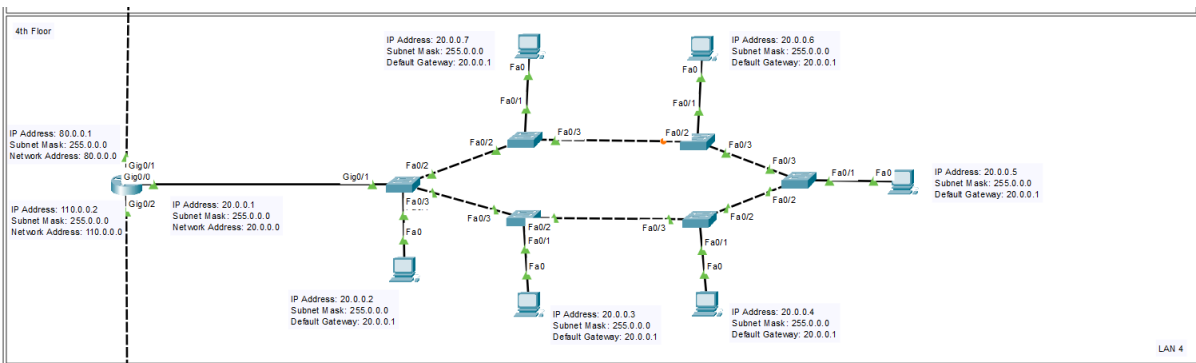 4th Floor
IP Address: 20.0.0.7
Subnet Mask: 255.0.0.0
Default Gateway: 20.0.0.1
Fa0
Fa0/1
IP Address: 20.0.0.6
Subnet Mask: 255.0.0.0
Default Gateway: 20.0.0.1
Fa0
Fa0/1
IP Address: 80.0.0.1
Subnet Mask: 255.0.0.0
Network Address: 80.0.0.0
Gig0/1
Gig0/0
Gig0/2
IP Address: 110.0.0.2
Subnet Mask: 255.0.0.0
Network Address: 110.0.0.0
IP Address: 20.0.0.1
Subnet Mask: 255.0.0.0
Network Address: 20.0.0.0
Gig0/1
Fa0/2
Fa0/3
Fa0
Fa0/2
Fa0/3
Fa0/2
Fa0/3
Fa0/3
Fa0/1
Fa0
Fa0/2
IP Address: 20.0.0.5
Subnet Mask: 255.0.0.0
Default Gateway: 20.0.0.1
Fa0/3
Fa0/2
Fa0/1
Fa0
Fa0/3
Fa0/2
Fa0/1
Fa0
IP Address: 20.0.0.2
Subnet Mask: 255.0.0.0
Default Gateway: 20.0.0.1
IP Address: 20.0.0.3
Subnet Mask: 255.0.0.0
Default Gateway: 20.0.0.1
IP Address: 20.0.0.4
Subnet Mask: 255.0.0.0
Default Gateway: 20.0.0.1
LAN 4